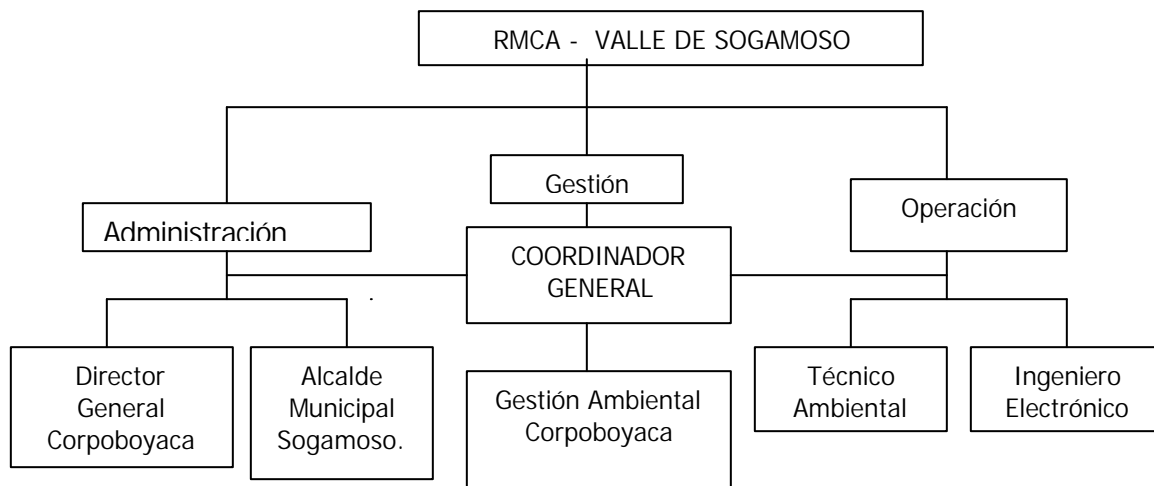 RMCA - VALLE DE SOGAMOSO
Gestión
Administración
Operación
COORDINADOR
GENERAL
Director
General
Corpoboyaca
Alcalde
Municipal
Sogamoso.
Gestión Ambiental
Corpoboyaca
Técnico
Ambiental
Ingeniero
Electrónico